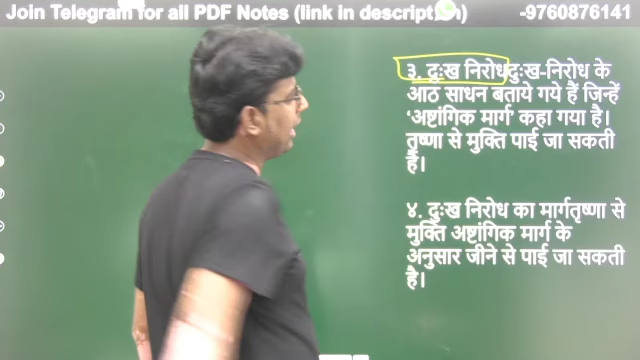 Join Telegram for all PDF Notes (link in description) -9760876141
३. दुःख निरोधदुःख-निरोध के
आठ साधन बताये गये हैं जिन्हें
‘अष्टांगिक मार्ग’ कहा गया है।
तृष्णा से मुक्ति पाई जा सकती
है।
४. दुःख निरोध का मार्गतृष्णा से
मुक्ति अष्टांगिक मार्ग के
अनुसार जीने से पाई जा सकती
है।